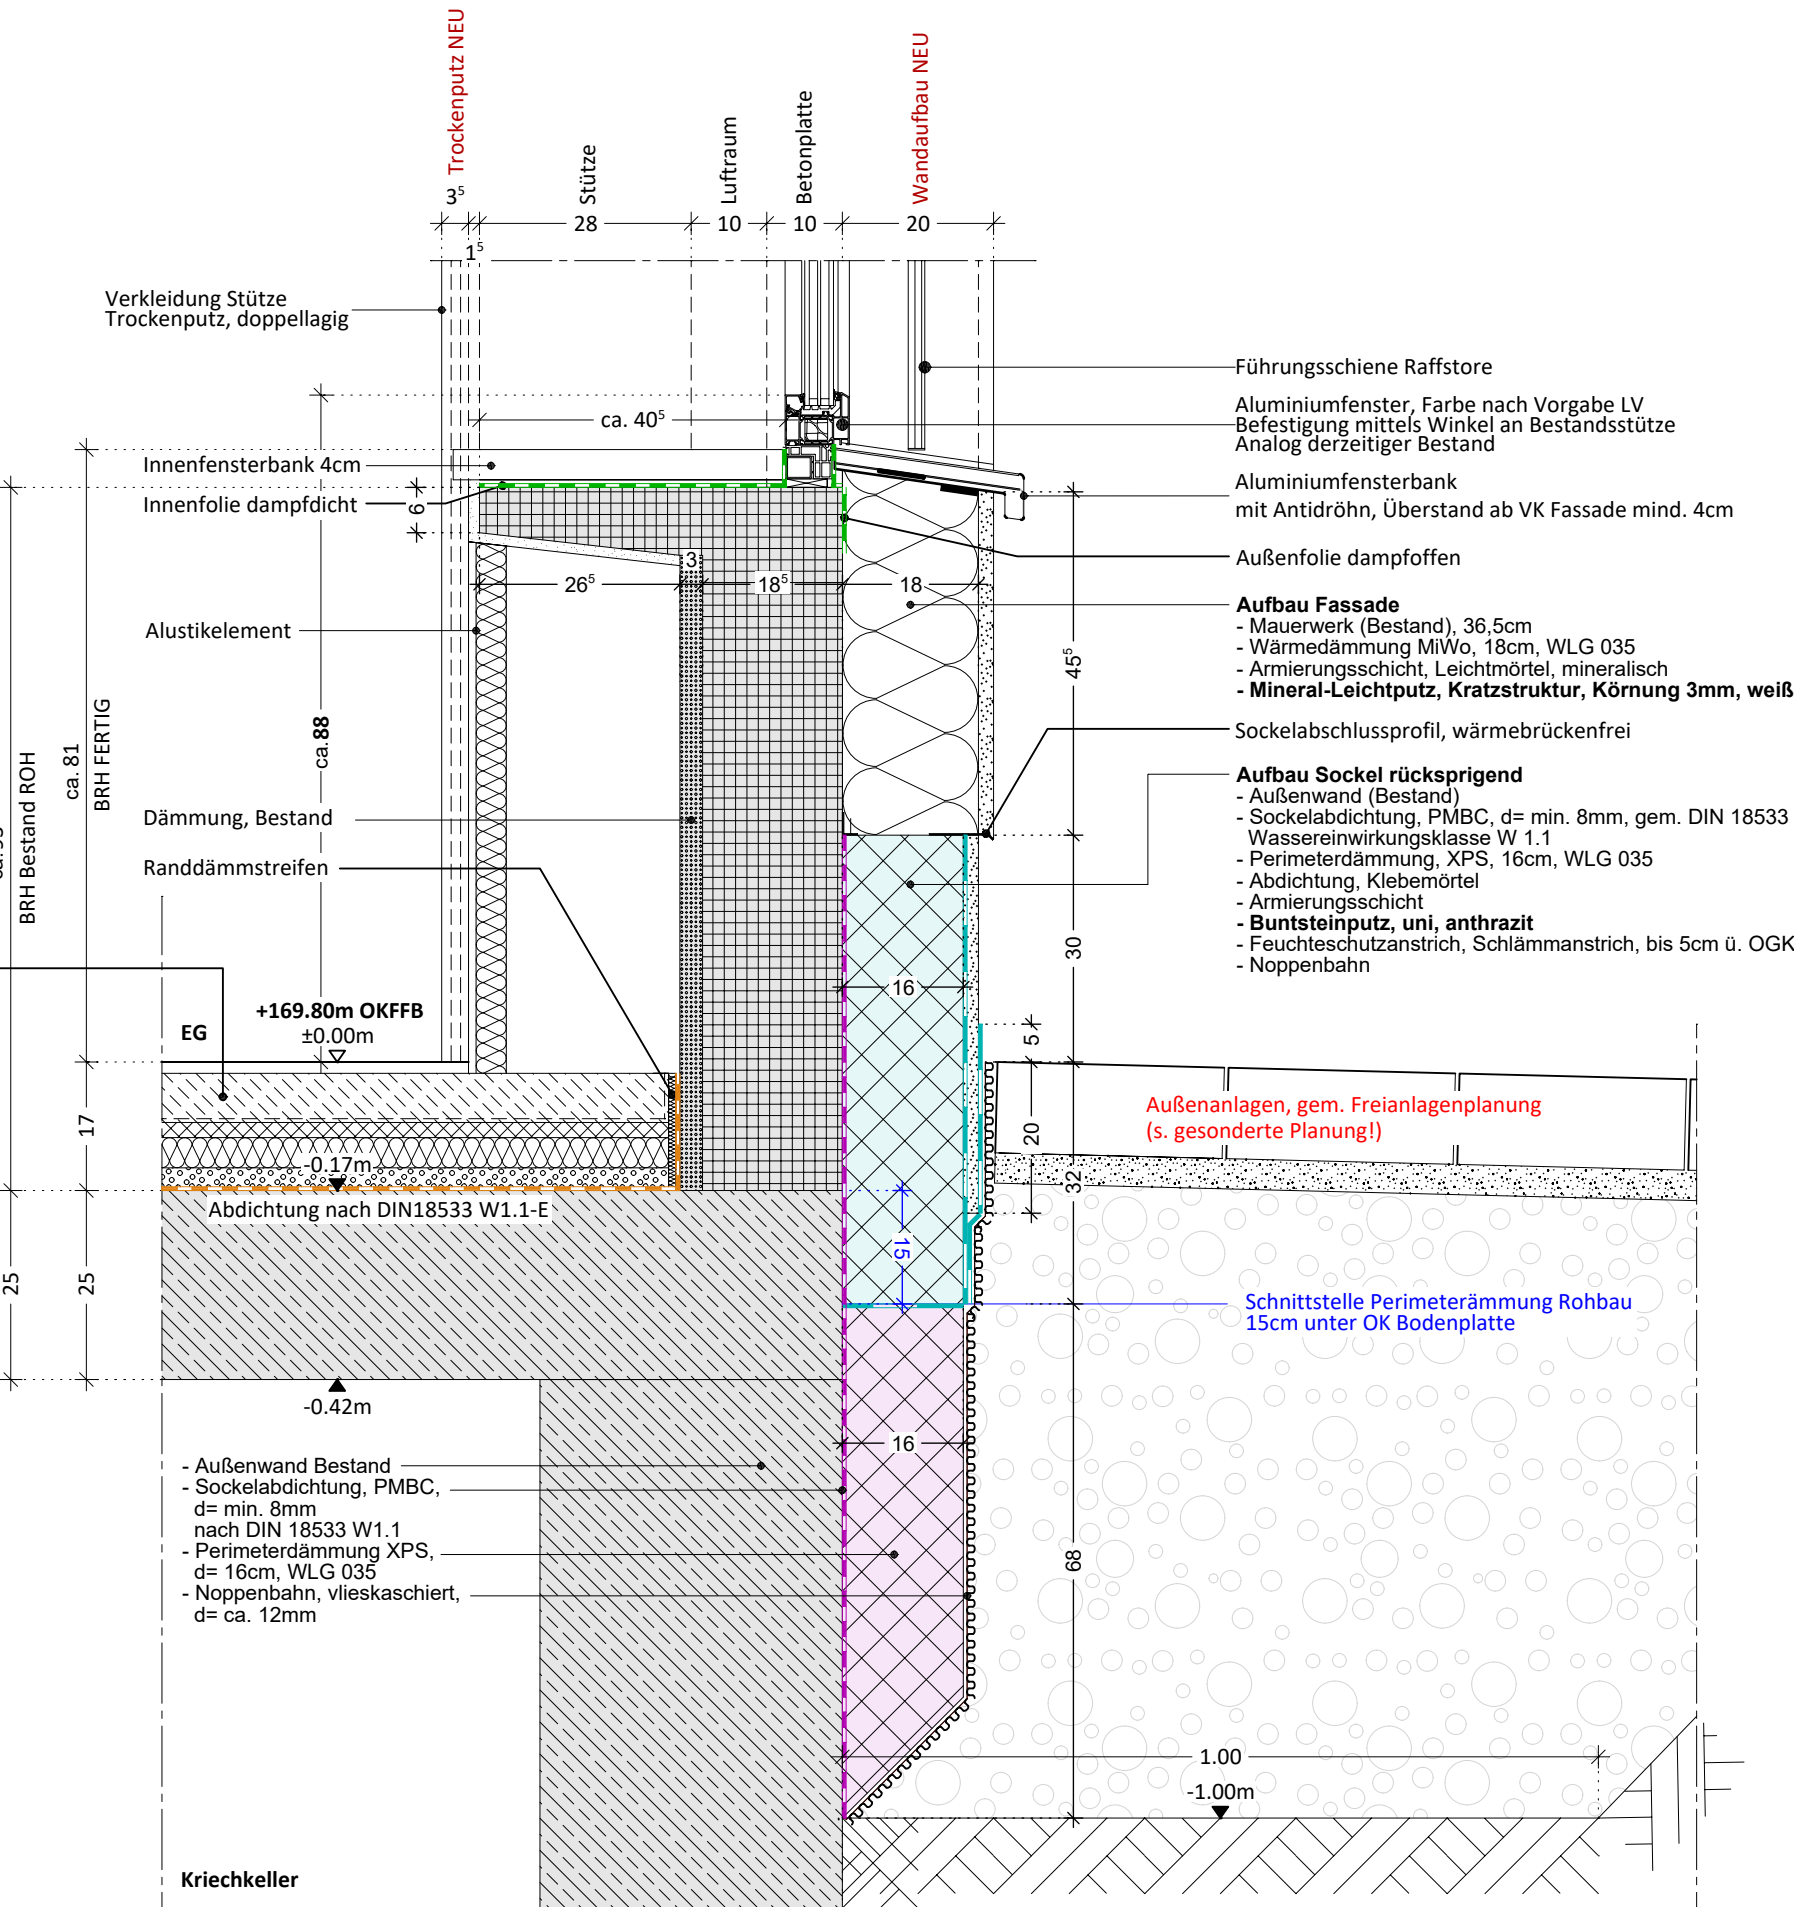 Trockenputz NEU
Stütze
Luftraum
Betonplatte
Wandaufbau NEU
3⁵
28
10
10
20
1⁵
Verkleidung Stütze
Trockenputz, doppellagig
Führungsschiene Raffstore
Aluminiumfenster, Farbe nach Vorgabe LV
Befestigung mittels Winkel an Bestandsstütze
Analog derzeitiger Bestand
ca. 40⁵
Innenfensterbank 4cm
Innenfolie dampfdicht
6
Aluminiumfensterbank
mit Antidröhn, Überstand ab VK Fassade mind. 4cm
Außenfolie dampfoffen
3
26⁵
18⁵
18
Aufbau Fassade
- Mauerwerk (Bestand), 36,5cm
- Wärmedämmung MiWo, 18cm, WLG 035
- Armierungsschicht, Leichtmörtel, mineralisch
- Mineral-Leichtputz, Kratzstruktur, Körnung 3mm, weiß
Alustikelement
45⁵
Sockelabschlussprofil, wärmebrückenfrei
BRH Bestand ROH
ca. 81
BRH FERTIG
ca.88
Dämmung, Bestand
Randdämmstreifen
Aufbau Sockel rücksprigend
- Außenwand (Bestand)
- Sockelabdichtung, PMBC, d= min. 8mm, gem. DIN 18533
Wassereinwirkungsklasse W 1.1
- Perimeterdämmung, XPS, 16cm, WLG 035
- Abdichtung, Klebemörtel
- Armierungsschicht
- Buntsteinputz, uni, anthrazit
- Feuchteschutzanstrich, Schlämmanstrich, bis 5cm ü. OGK
- Noppenbahn
30
16
+169.80m OKFFB
±0.00m
EG
5
17
20
32
Außenanlagen, gem. Freianlagenplanung
(s. gesonderte Planung!)
-0.17m
Abdichtung nach DIN18533 W1.1-E
15
25
25
Schnittstelle Perimeterämmung Rohbau
15cm unter OK Bodenplatte
-0.42m
16
- Außenwand Bestand
- Sockelabdichtung, PMBC,
d= min. 8mm
nach DIN 18533 W1.1
- Perimeterdämmung XPS,
d= 16cm, WLG 035
- Noppenbahn, vlieskaschiert,
d= ca. 12mm
68
1.00
-1.00m
Kriechkeller